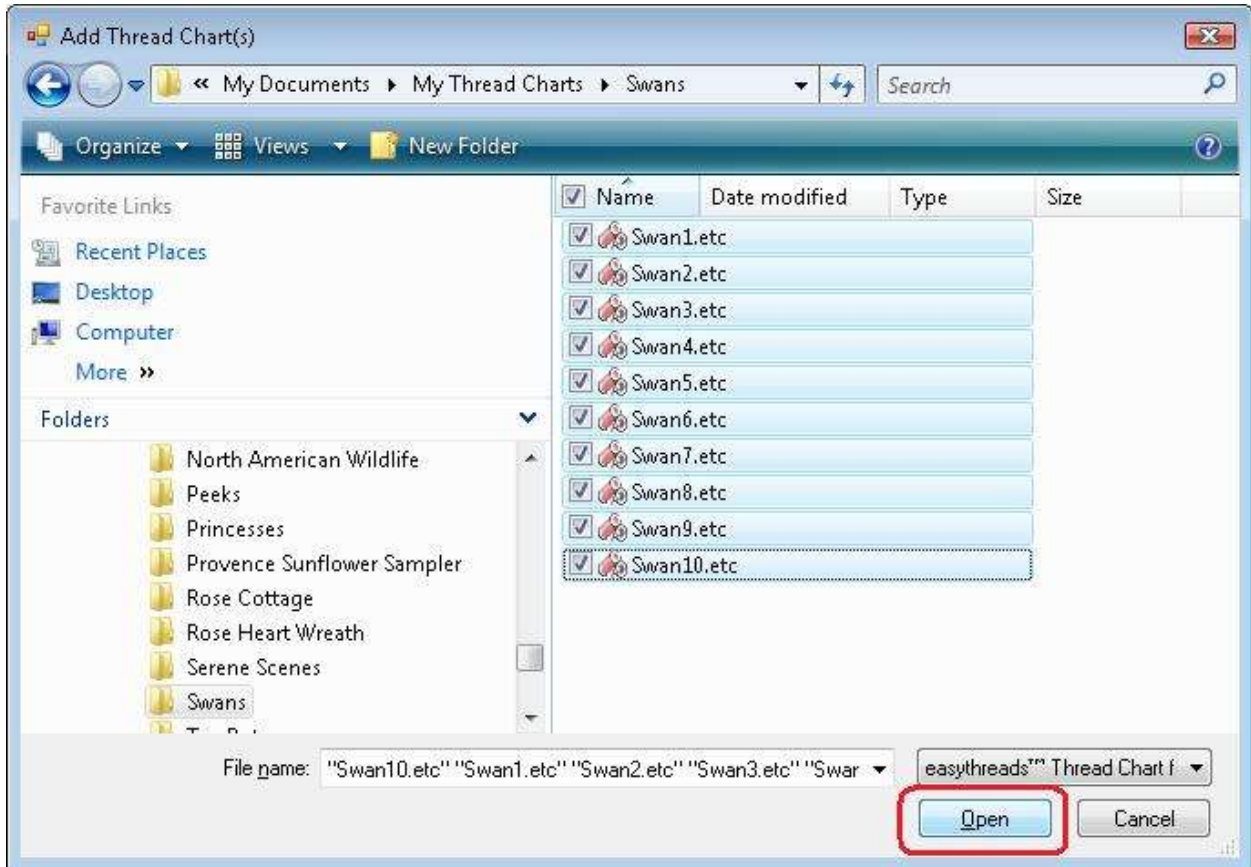 Add Thread Chart(s)
« My Documents ▸ My Thread Charts ▸ Swans
Search
Organize
Views
New Folder
Favorite Links
Recent Places
Desktop
Computer
More »
Folders
North American Wildlife
Peeks
Princesses
Provence Sunflower Sampler
Rose Cottage
Rose Heart Wreath
Serene Scenes
Swans
Name Date modified Type Size
Swan1.etc
Swan2.etc
Swan3.etc
Swan4.etc
Swan5.etc
Swan6.etc
Swan7.etc
Swan8.etc
Swan9.etc
Swan10.etc
File name: "Swan10.etc" "Swan1.etc" "Swan2.etc" "Swan3.etc" "Swar
easythreads™ Thread Chart f
Open Cancel